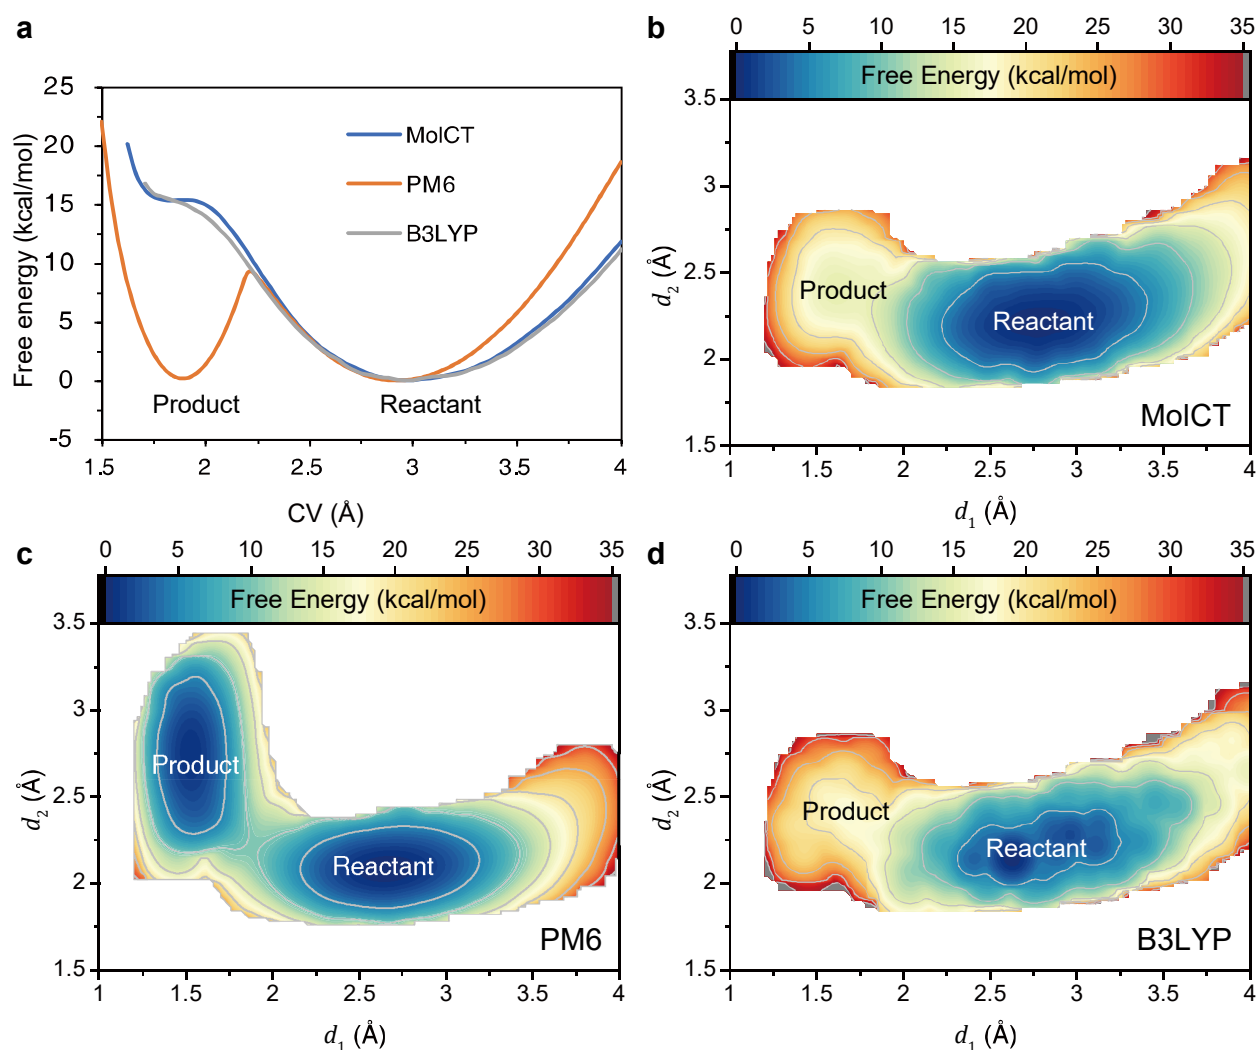 a
25
20
15
10
5
0
-5
Free energy (kcal/mol)
MolCT
PM6
B3LYP
Product
Reactant
1.5
2
2.5
3
3.5
4
CV (Å)
b
0
5
10
15
20
25
30
35
Free Energy (kcal/mol)
3.5
3
2.5
2
1.5
d2 (Å)
Product
Reactant
MolCT
1
1.5
2
2.5
3
3.5
4
d1 (Å)
c
0
5
10
15
20
25
30
35
Free Energy (kcal/mol)
3.5
3
2.5
2
1.5
d2 (Å)
Product
Reactant
PM6
1
1.5
2
2.5
3
3.5
4
d1 (Å)
d
0
5
10
15
20
25
30
35
Free Energy (kcal/mol)
3.5
3
2.5
2
1.5
d2 (Å)
Product
Reactant
B3LYP
1
1.5
2
2.5
3
3.5
4
d1 (Å)